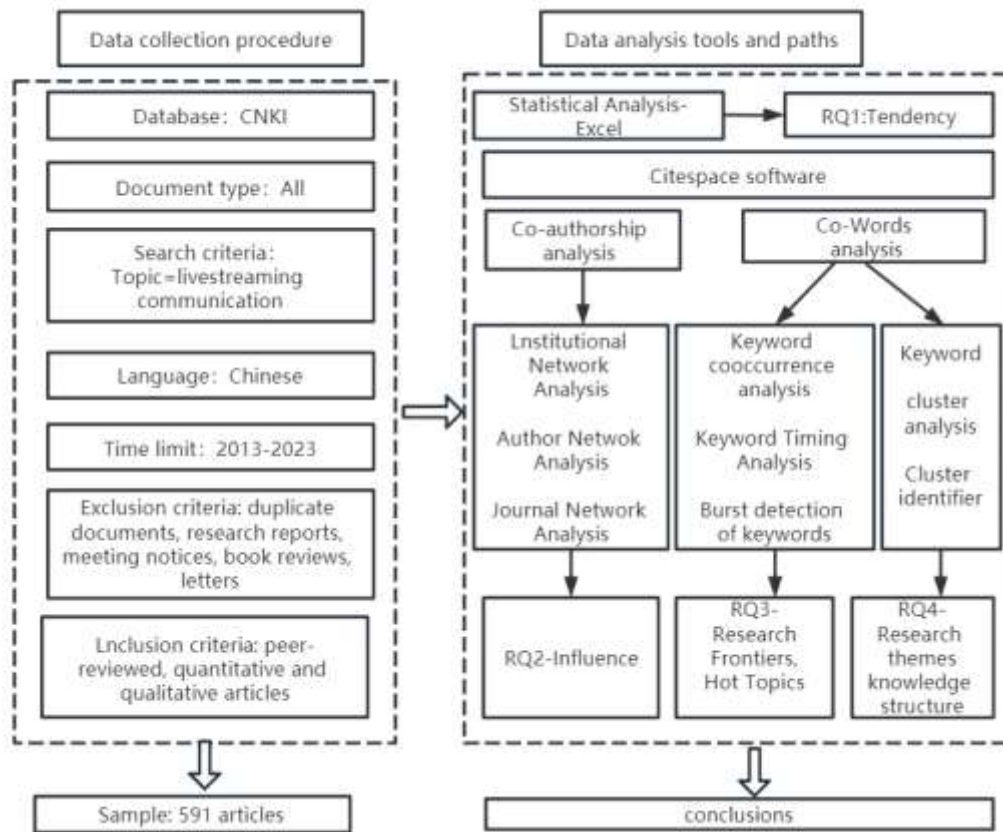 Data collection procedure
Database: CNKI
Document type: All
Search criteria:
Topic=livestreaming
communication
Language: Chinese
Time limit: 2013-2023
Exclusion criteria: duplicate
documents, research reports,
meeting notices, book reviews,
letters
Lnclusion criteria: peer-
reviewed, quantitative and
qualitative articles
Sample: 591 articles
Data analysis tools and paths
Statistical Analysis-
Excel
RQ1:Tendency
Citespace software
Co-authorship
analysis
Co-Words
analysis
Lnstitutional
Network
Analysis
Author Netwok
Analysis
Journal Network
Analysis
Keyword
cooccurrence
analysis
Keyword Timing
Analysis
Burst detection
of keywords
Keyword
cluster analysis
Cluster
identifier
RQ2-Influence
RQ3-
Research
Frontiers,
Hot Topics
RQ4-
Research
themes
knowledge
structure
conclusions